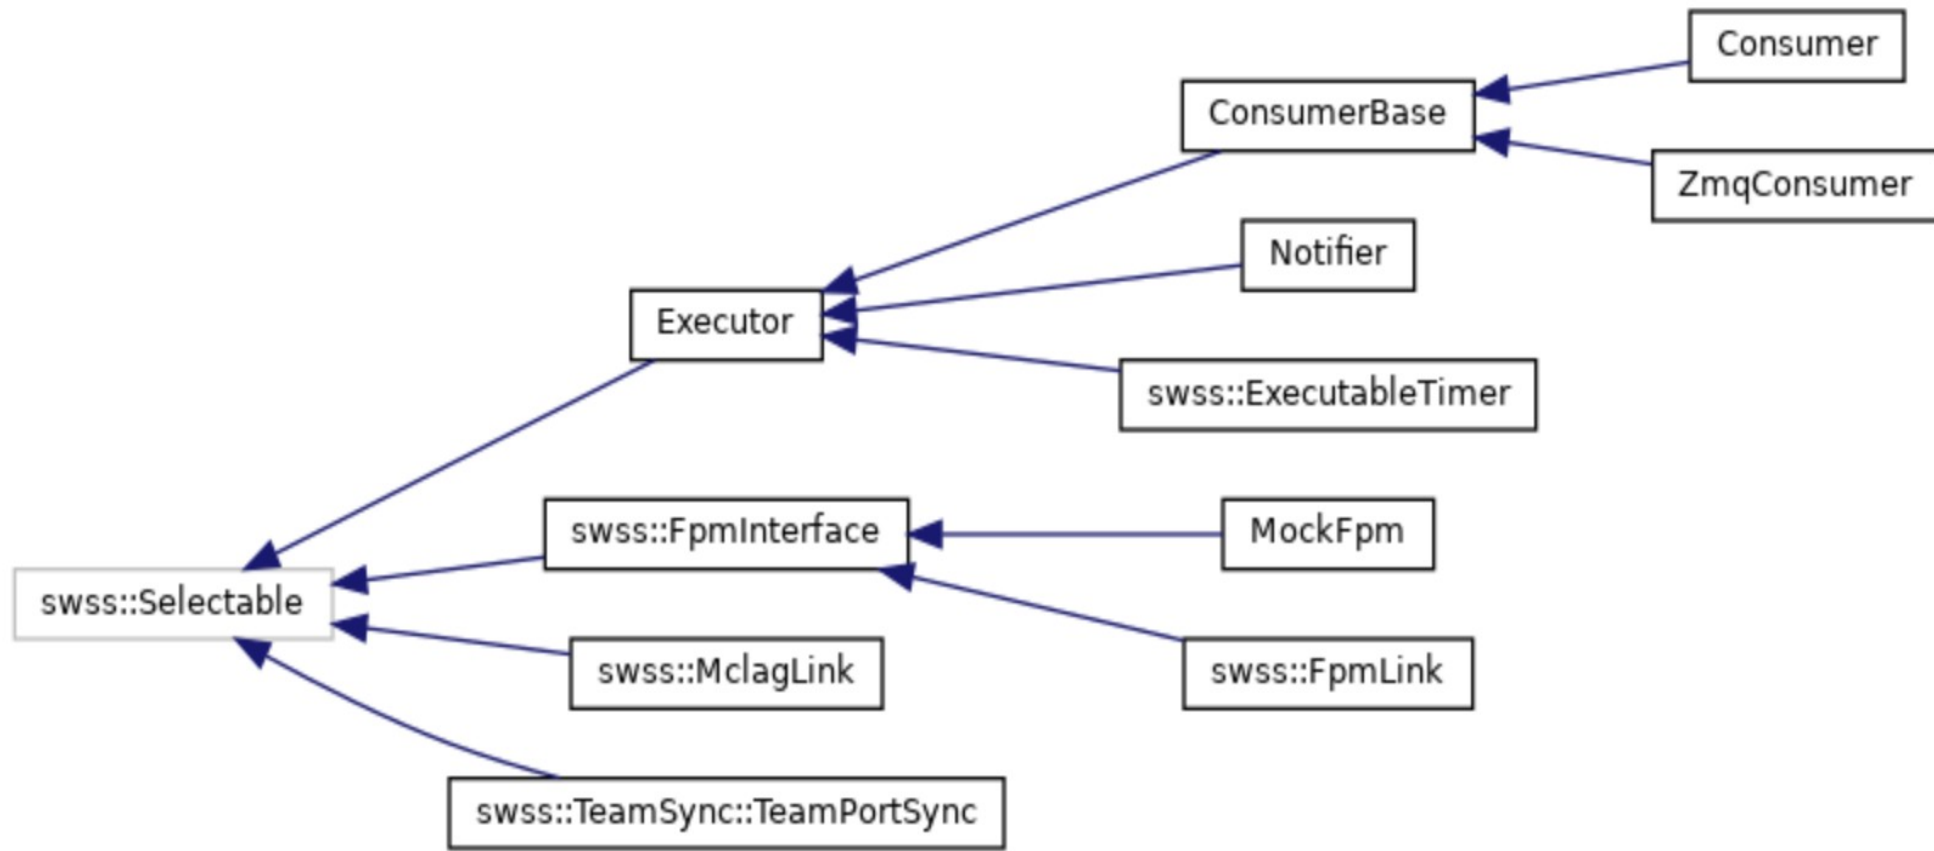 Consumer
ConsumerBase
ZmqConsumer
Notifier
Executor
swss::ExecutableTimer
swss::FpmInterface
MockFpm
swss::Selectable
swss::McLagLink
swss::FpmLink
swss::TeamSync::TeamPortSync